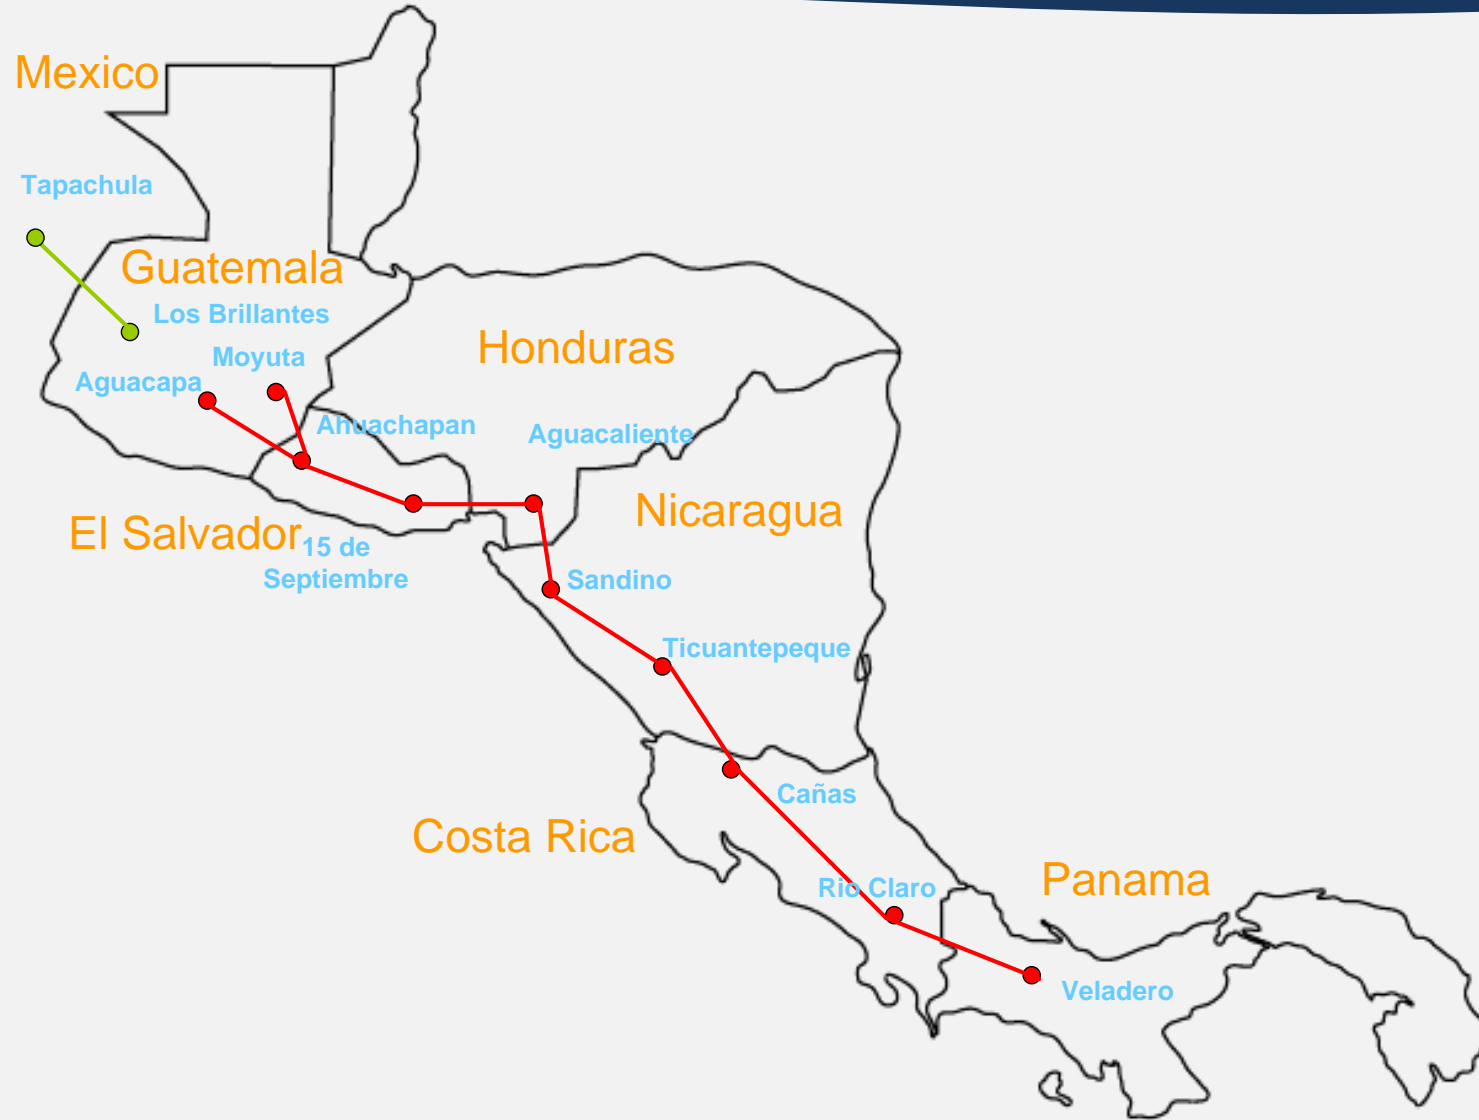 Mexico
Tapachula
Guatemala
Los Brillantes
Moyuta
Aguacapa
Honduras
Ahuachapan
Aguacaliente
Nicaragua
El Salvador
15 de
Septiembre
Sandino
Ticuantepeque
Cañas
Costa Rica
Rio Claro
Panama
Veladero